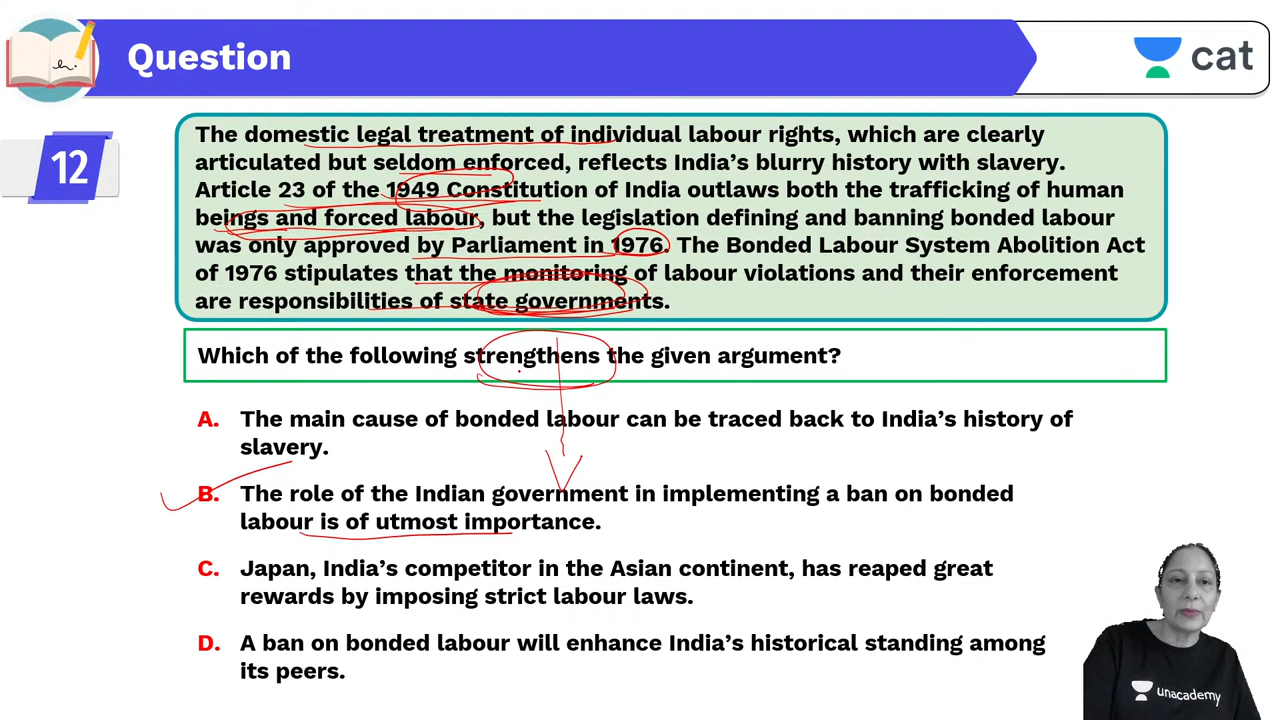 Question
cat
12
The domestic legal treatment of individual labour rights, which are clearly
articulated but seldom enforced, reflects India's blurry history with slavery.
Article 23 of the 1949 Constitution of India outlaws both the trafficking of human
beings and forced labour, but the legislation defining and banning bonded labour
was only approved by Parliament in 1976. The Bonded Labour System Abolition Act
of 1976 stipulates that the monitoring of labour violations and their enforcement
are responsibilities of state governments.
Which of the following strengthens the given argument?
A. The main cause of bonded labour can be traced back to India's history of
slavery.
B. The role of the Indian government in implementing a ban on bonded
labour is of utmost importance.
C. Japan, India's competitor in the Asian continent, has reaped great
rewards by imposing strict labour laws.
D. A ban on bonded labour will enhance India's historical standing among
its peers.
unacademy